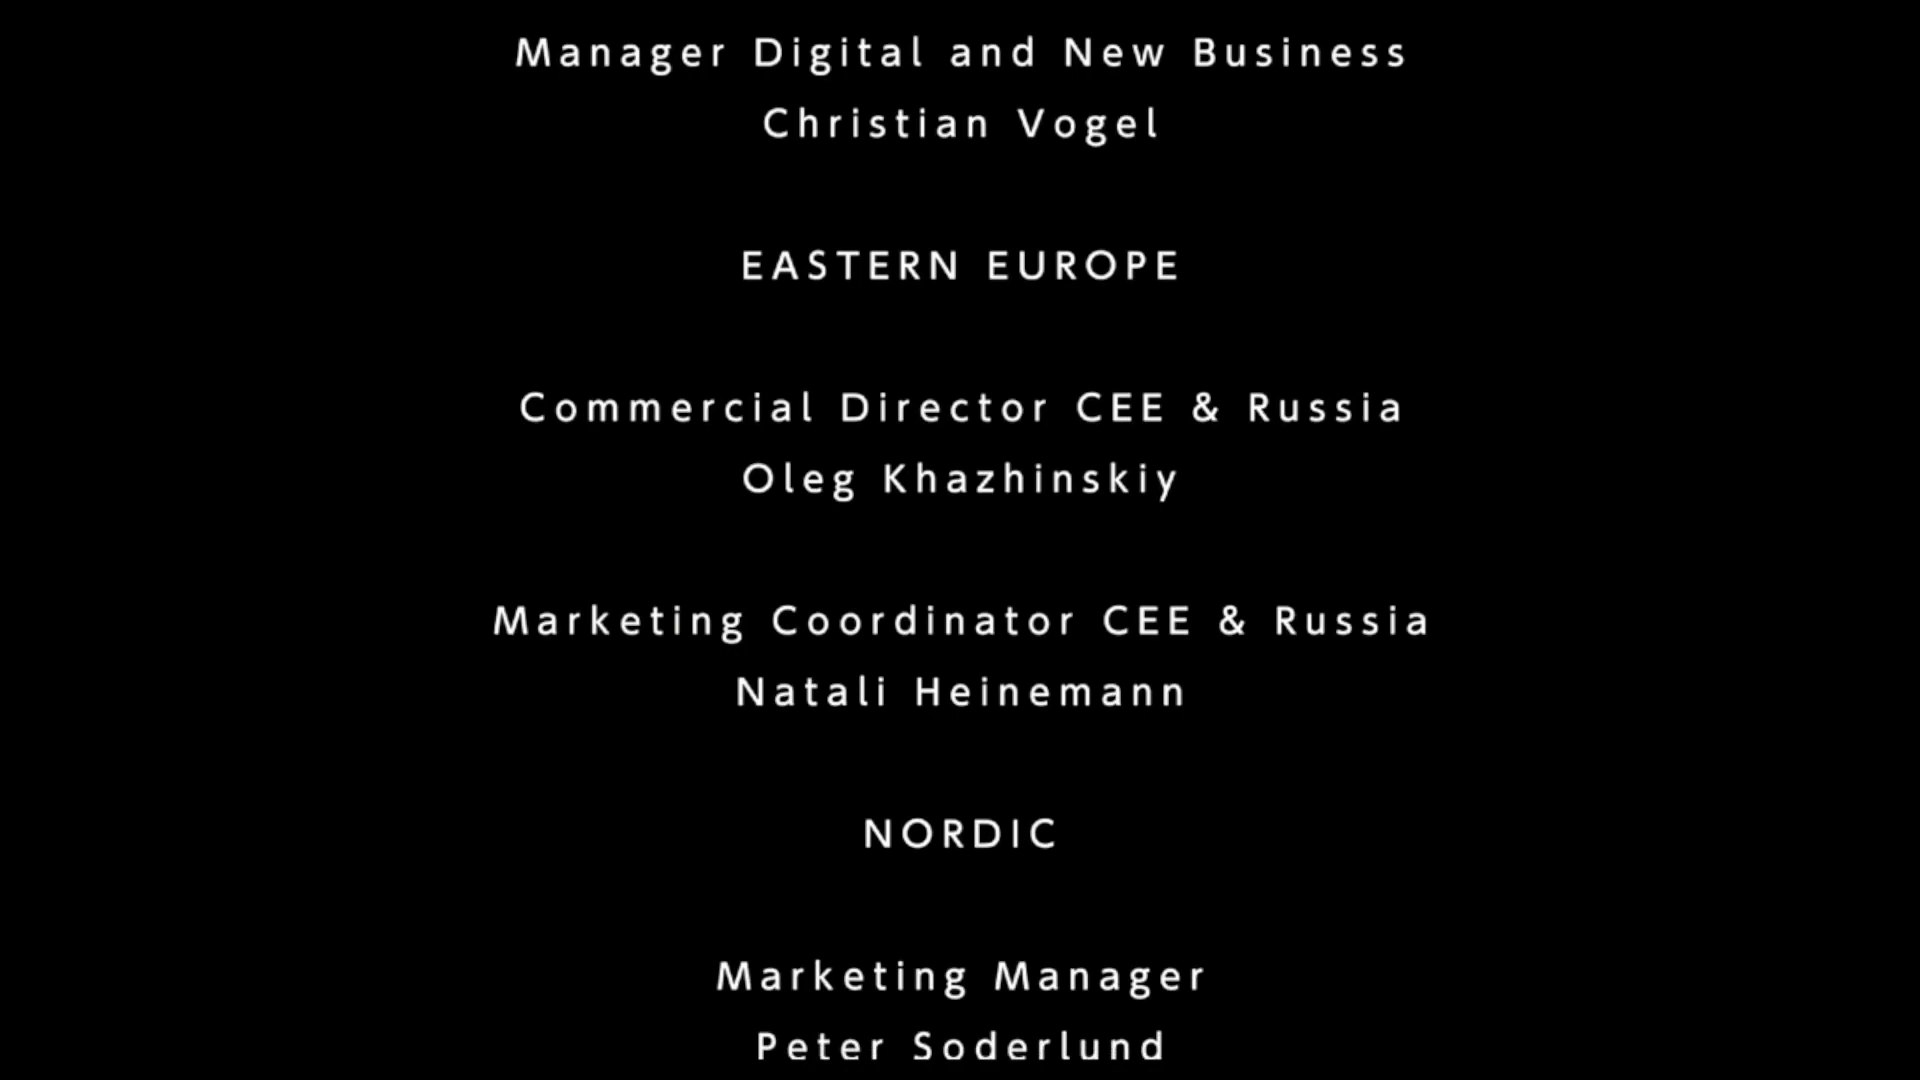 Manager Digital and New Business
Christian Vogel
EASTERN EUROPE
Commercial Director CEE & Russia
Oleg Khazhinskiy
Marketing Coordinator CEE & Russia
Natali Heinemann
NORDIC
Marketing Manager
Peter Soderlund